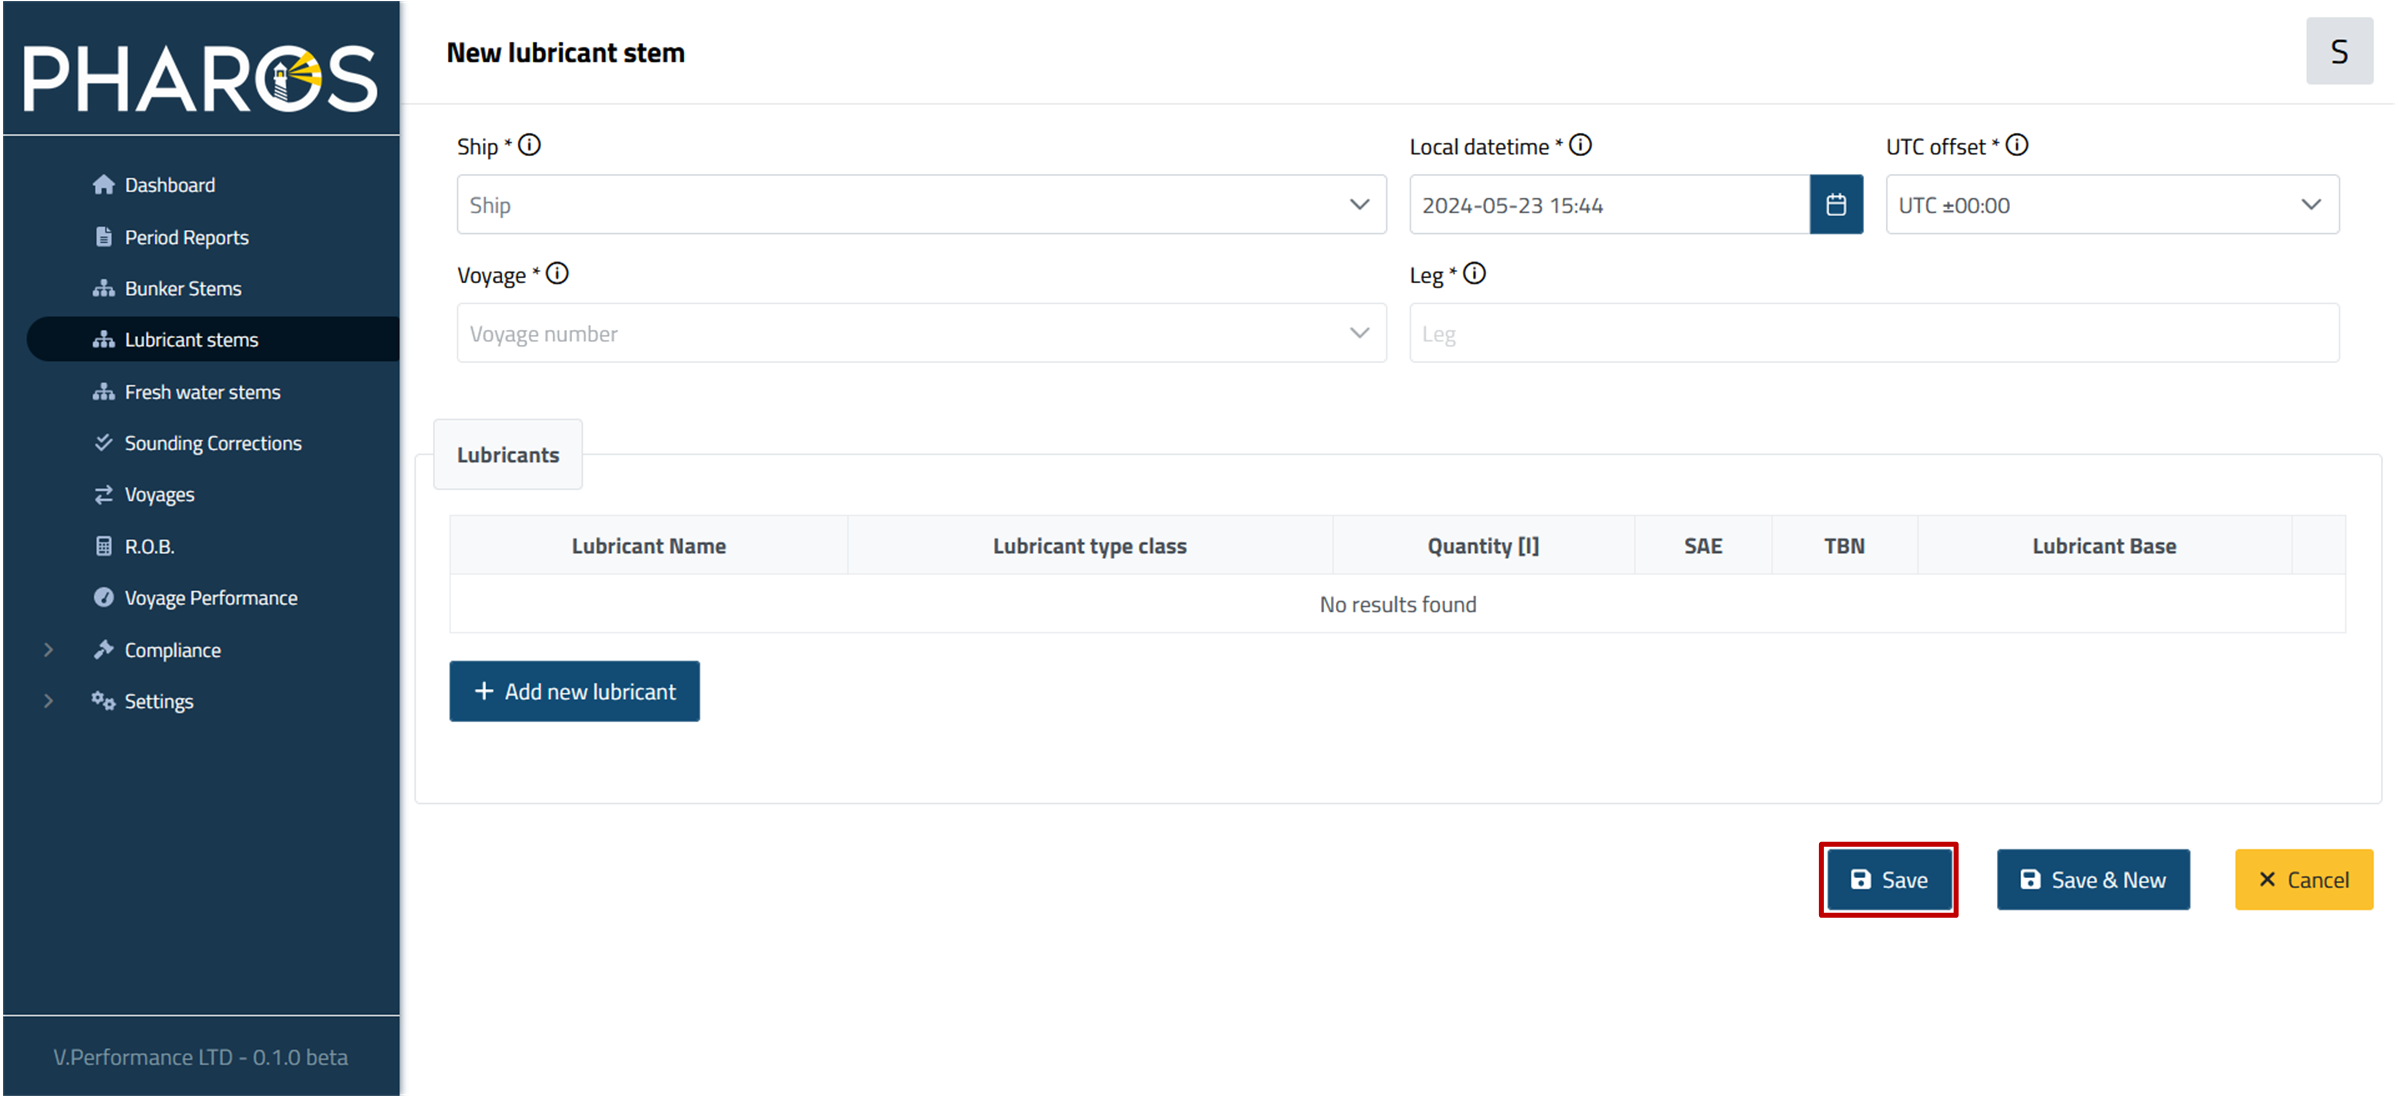 PHAROS
New lubricant stem
S
Dashboard
Period Reports
Bunker Stems
Lubricant stems
Fresh water stems
Sounding Corrections
Voyages
R.O.B.
Voyage Performance
Compliance
Settings
V.Performance LTD - 0.1.0 beta
Ship *
Local datetime *
UTC offset *
Ship
2024-05-23 15:44
UTC ±00:00
Voyage *
Leg *
Voyage number
Leg
Lubricants
Lubricant Name Lubricant type class Quantity [l] SAE TBN Lubricant Base
No results found
+ Add new lubricant
Save
Save & New
× Cancel